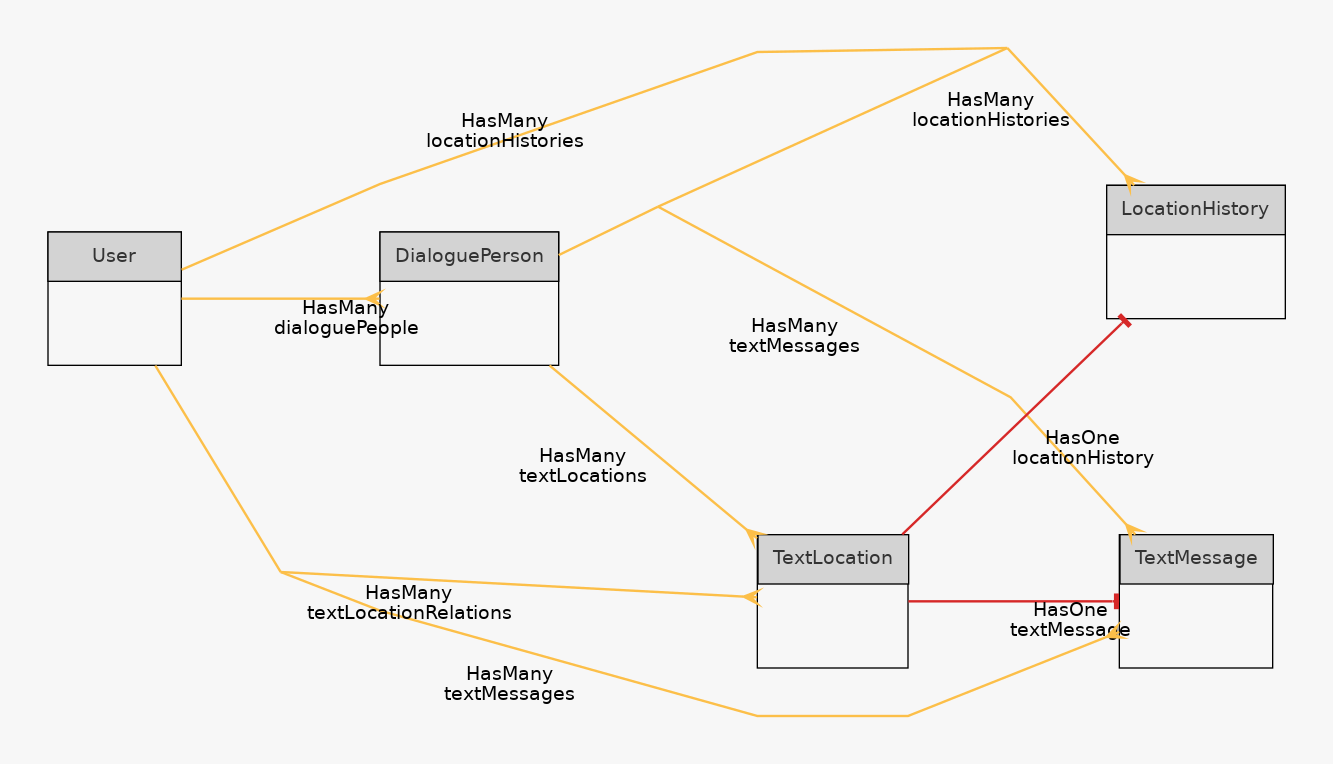 HasMany
locationHistories
HasMany
locationHistories
LocationHistory
User
DialoguePerson
HasMany
dialoguePeople
HasMany
textMessages
HasOne
locationHistory
HasMany
textLocations
TextLocation
TextMessage
HasMany
textLocationRelations
HasOne
textMessage
HasMany
textMessages